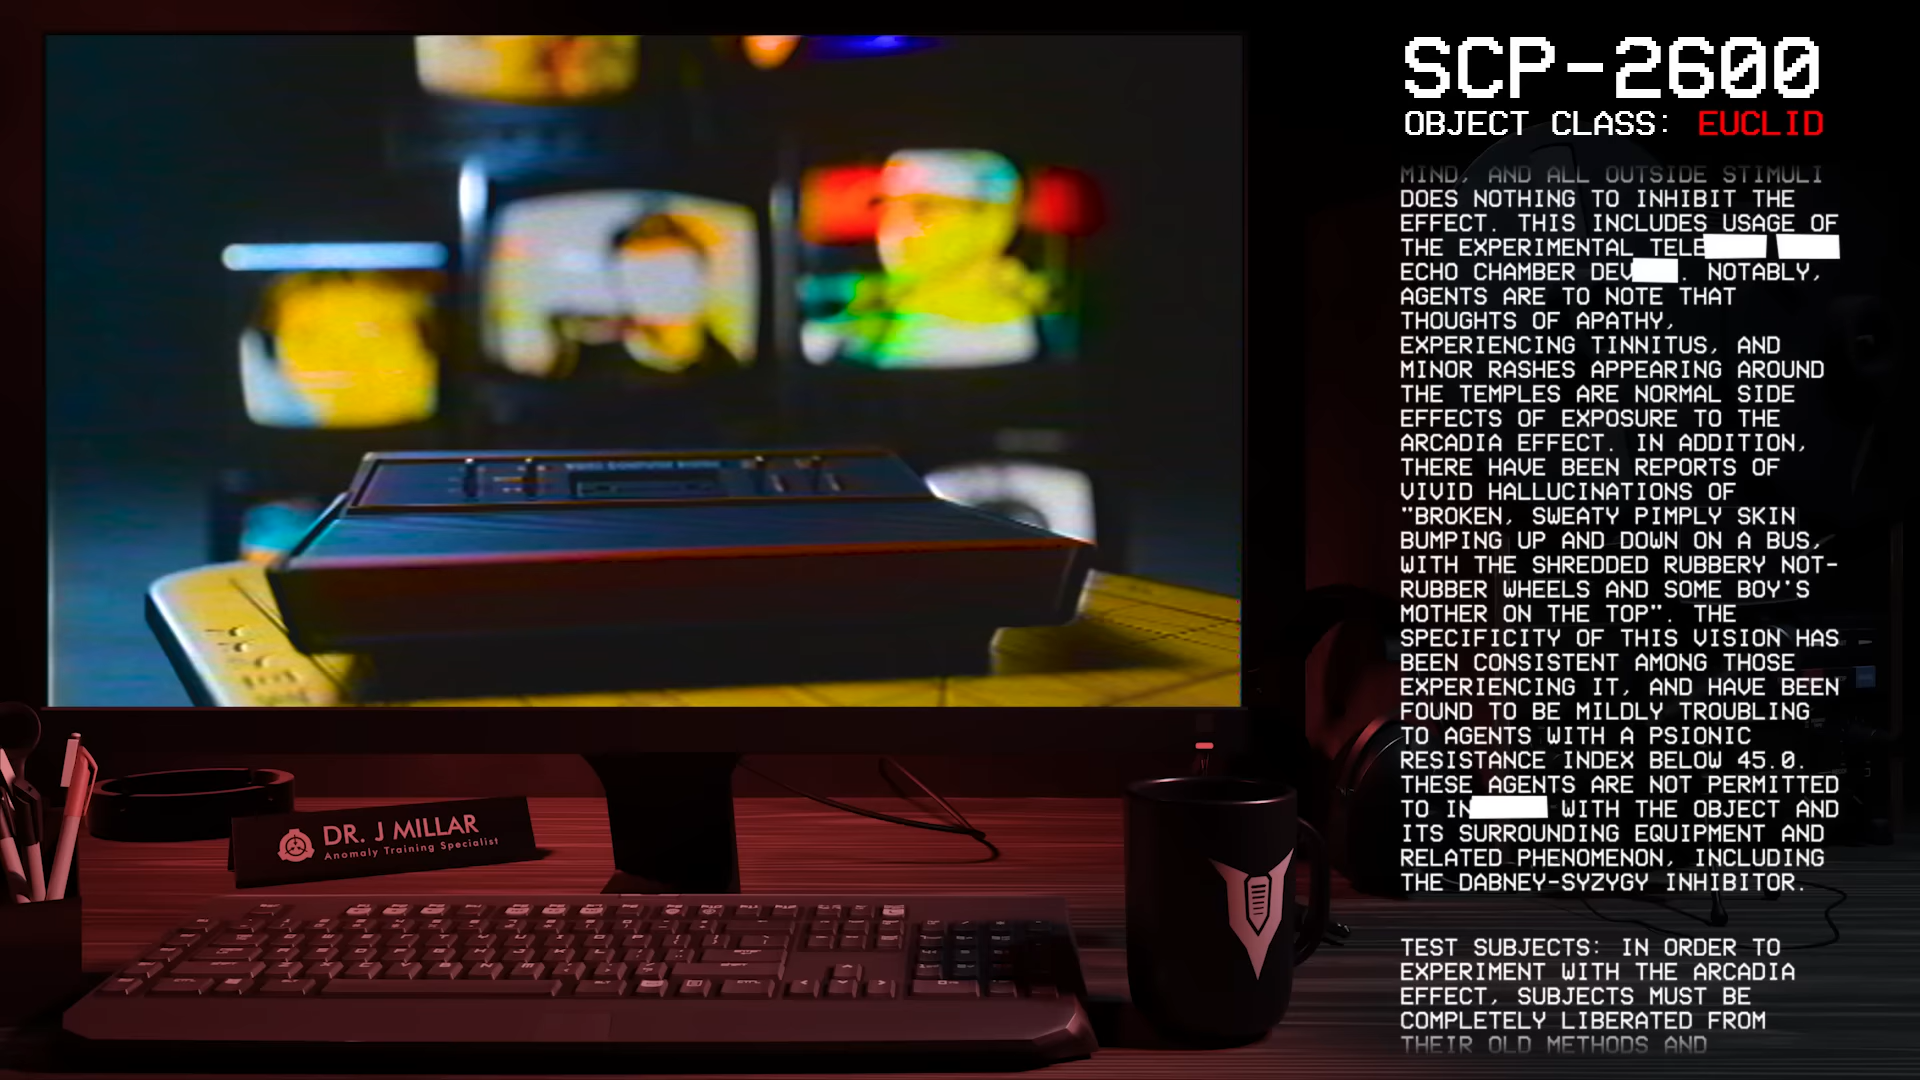 SCP-2600
OBJECT CLASS: EUCLID
MIND, AND ALL OUTSIDE STIMULI
DOES NOTHING TO INHIBIT THE
EFFECT. THIS INCLUDES USAGE OF
THE EXPERIMENTAL TELE
ECHO CHAMBER DEV . NOTABLY,
AGENTS ARE TO NOTE THAT
THOUGHTS OF APATHY,
EXPERIENCING TINNITUS, AND
MINOR RASHES APPEARING AROUND
THE TEMPLES ARE NORMAL SIDE
EFFECTS OF EXPOSURE TO THE
ARCADIA EFFECT. IN ADDITION,
THERE HAVE BEEN REPORTS OF
VIVID HALLUCINATIONS OF
"BROKEN, SWEATY PIMPLY SKIN
BUMPING UP AND DOWN ON A BUS,
WITH THE SHREDDED RUBBERY NOT-
RUBBER WHEELS AND SOME BOY'S
MOTHER ON THE TOP". THE
SPECIFICITY OF THIS VISION HAS
BEEN CONSISTENT AMONG THOSE
EXPERIENCING IT, AND HAVE BEEN
FOUND TO BE MILDLY TROUBLING
TO AGENTS WITH A PSIONIC
RESISTANCE INDEX BELOW 45.0.
THESE AGENTS ARE NOT PERMITTED
TO IN WITH THE OBJECT AND
ITS SURROUNDING EQUIPMENT AND
RELATED PHENOMENON, INCLUDING
THE DABNEY-SYZYGY INHIBITOR.
TEST SUBJECTS: IN ORDER TO
EXPERIMENT WITH THE ARCADIA
EFFECT, SUBJECTS MUST BE
COMPLETELY LIBERATED FROM
THEIR OLD METHODS AND
DR. J MILLAR
Anomaly Training Specialist